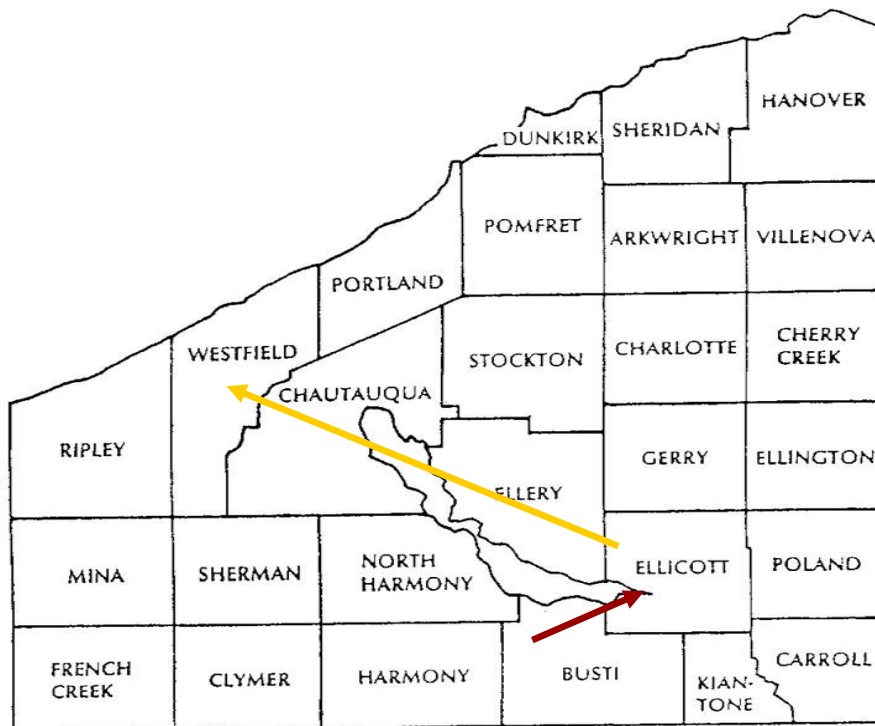 HANOVER
DUNKIRK
SHERIDAN
POMFRET
ARKWRIGHT
VILLENOVA
PORTLAND
WESTFIELD
STOCKTON
CHARLOTTE
CHERRY
CREEK
CHAUTAUQUA
RIPLEY
GERRY
ELLINGTON
ELLERY
MINA
SHERMAN
NORTH
HARMONY
ELLICOTT
POLAND
FRENCH
CREEK
CLYMER
HARMONY
BUSTI
KIAN-
TONE
CARROLL